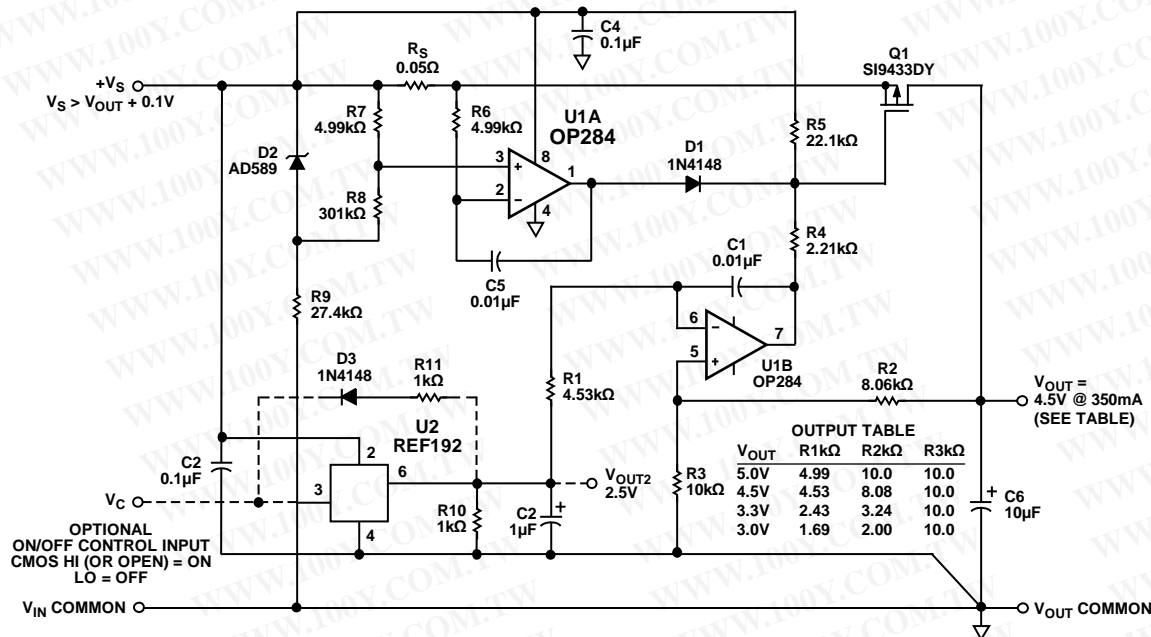 C4
0.1µF
RS
0.05Ω
Q1
SI9433DY
+VS
VS > VOUT + 0.1V
R7
4.99kΩ
R6
4.99kΩ
U1A
OP284
R5
22.1kΩ
D2
AD589
3
+
8
1
2
−
4
D1
1N4148
R8
301kΩ
C5
0.01µF
R4
2.21kΩ
C1
0.01µF
R9
27.4kΩ
6
−
7
5
+
U1B
OP284
D3
1N4148
R11
1kΩ
R1
4.53kΩ
R2
8.06kΩ
VOUT =
4.5V @ 350mA
(SEE TABLE)
U2
REF192
C2
0.1µF
2
6
3
4
VOUT2
2.5V
R3
10kΩ
OUTPUT TABLE
VOUT R1kΩ R2kΩ R3kΩ
5.0V 4.99 10.0 10.0
4.5V 4.53 8.08 10.0
3.3V 2.43 3.24 10.0
3.0V 1.69 2.00 10.0
+
C6
10µF
VC
R10
1kΩ
C2
1µF
+
OPTIONAL
ON/OFF CONTROL INPUT
CMOS HI (OR OPEN) = ON
LO = OFF
VIN COMMON
VOUT COMMON
WWW.100Y.COM.TW